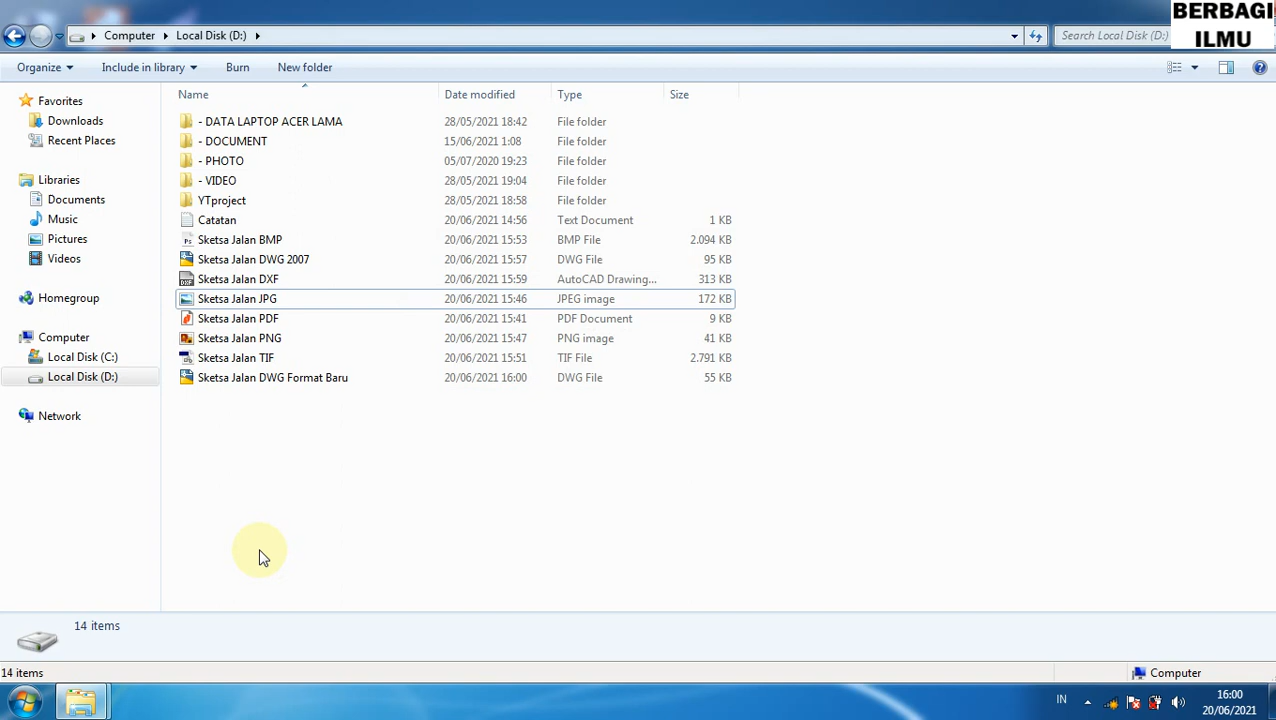 BERBAGI
ILMU
Computer Local Disk (D:)
Search Local Disk (D:)
Organize Include in library Burn New folder
Name Date modified Type Size
Favorites
Downloads
Recent Places
Libraries
Documents
Music
Pictures
Videos
Homegroup
Computer
Local Disk (C:)
Local Disk (D:)
Network
- DATA LAPTOP ACER LAMA 28/05/2021 18:42 File folder
- DOCUMENT 15/06/2021 1:08 File folder
- PHOTO 05/07/2020 19:23 File folder
- VIDEO 28/05/2021 19:04 File folder
YTproject 28/05/2021 18:58 File folder
Catatan 20/06/2021 14:56 Text Document 1 KB
Sketsa Jalan BMP 20/06/2021 15:53 BMP File 2.094 KB
Sketsa Jalan DWG 2007 20/06/2021 15:57 DWG File 95 KB
Sketsa Jalan DXF 20/06/2021 15:59 AutoCAD Drawing... 313 KB
Sketsa Jalan JPG 20/06/2021 15:46 JPEG image 172 KB
Sketsa Jalan PDF 20/06/2021 15:41 PDF Document 9 KB
Sketsa Jalan PNG 20/06/2021 15:47 PNG image 41 KB
Sketsa Jalan TIF 20/06/2021 15:51 TIF File 2.791 KB
Sketsa Jalan DWG Format Baru 20/06/2021 16:00 DWG File 55 KB
14 items
14 items
Computer
IN
16:00
20/06/2021